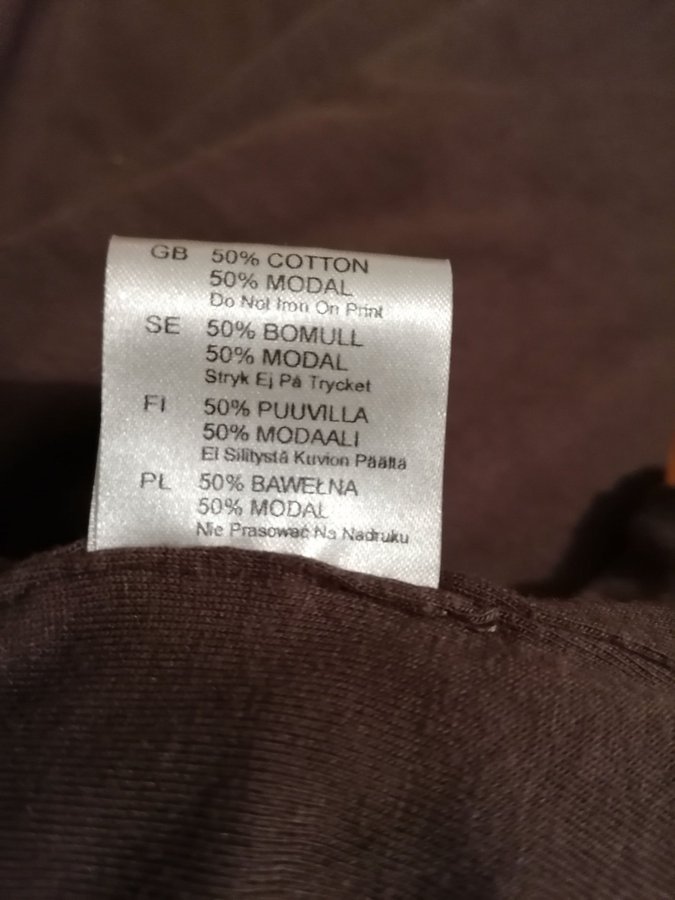 GB 50% COTTON
50% MODAL
Do Not Iron On Print
SE 50% BOMULL
50% MODAL
Stryk Ej På Trycket
FI 50% PUUVILLA
50% MODAALI
Ei Silitystä Kuvion Päältä
PL 50% BAWEŁNA
50% MODAL
Nie Prasować Na Nadruku